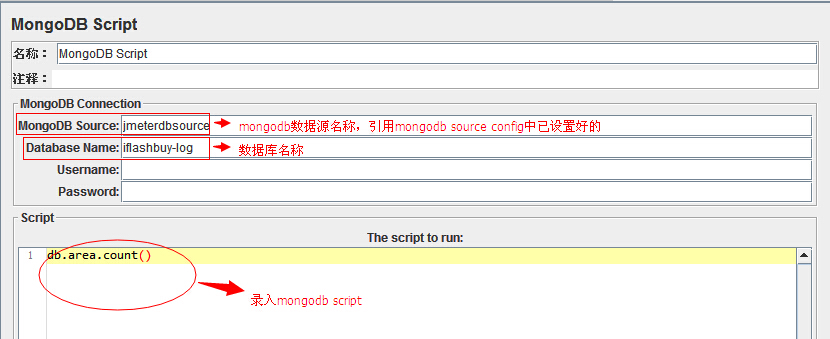 MongoDB Script
名称： MongoDB Script
注释：
MongoDB Connection
MongoDB Source: jmeterdbsource mongodb数据源名称，引用mongodb source config中已设置好的
Database Name: iflashbuy-log 数据库名称
Username:
Password:
Script
The script to run:
1 db.area.count()
录入mongodb script